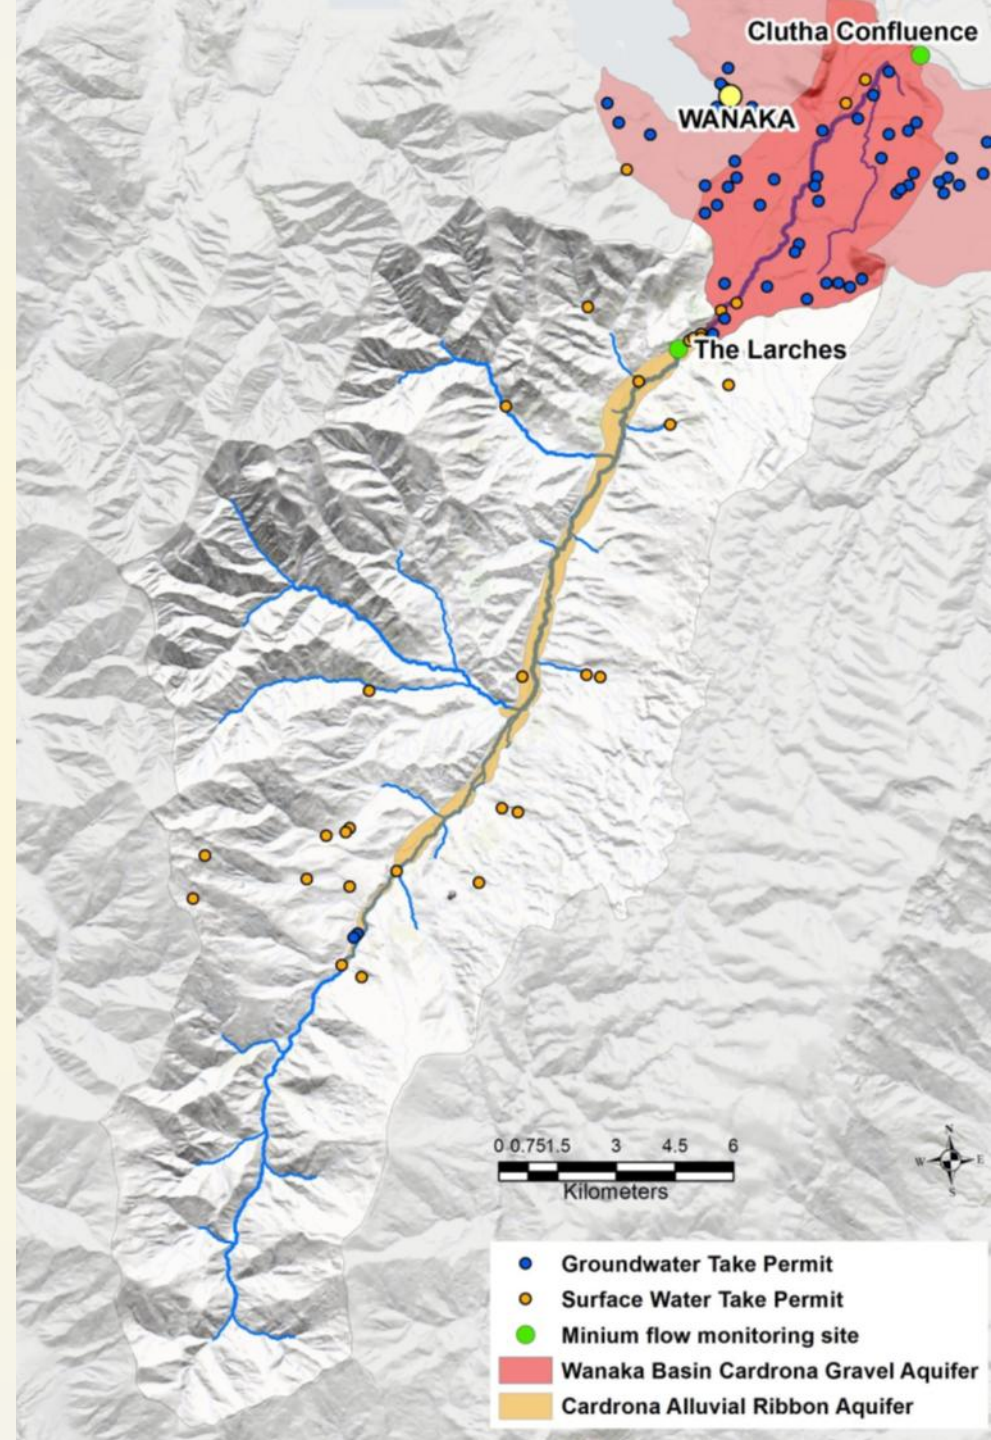 Clutha Confluence
WANAKA
The Larches
0 0.751.5 3 4.5 6
Kilometers
N
W E
S
Groundwater Take Permit
Surface Water Take Permit
Minium flow monitoring site
Wanaka Basin Cardrona Gravel Aquifer
Cardrona Alluvial Ribbon Aquifer